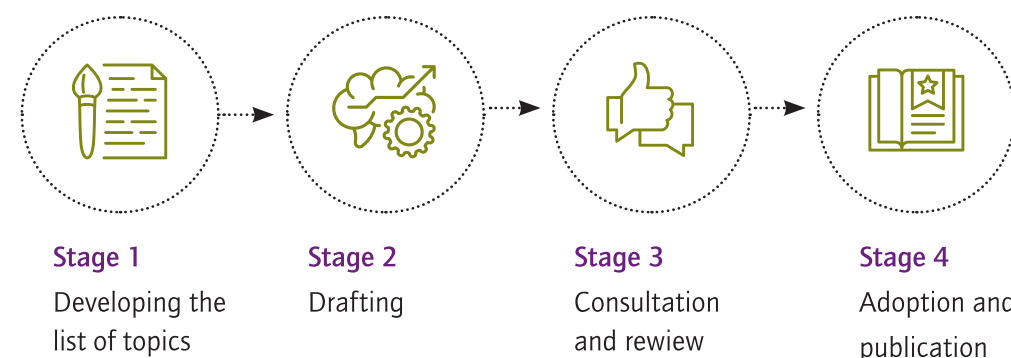 Stage 1
Developing the
list of topics
Stage 2
Drafting
Stage 3
Consultation
and rewiew
Stage 4
Adoption and
publication